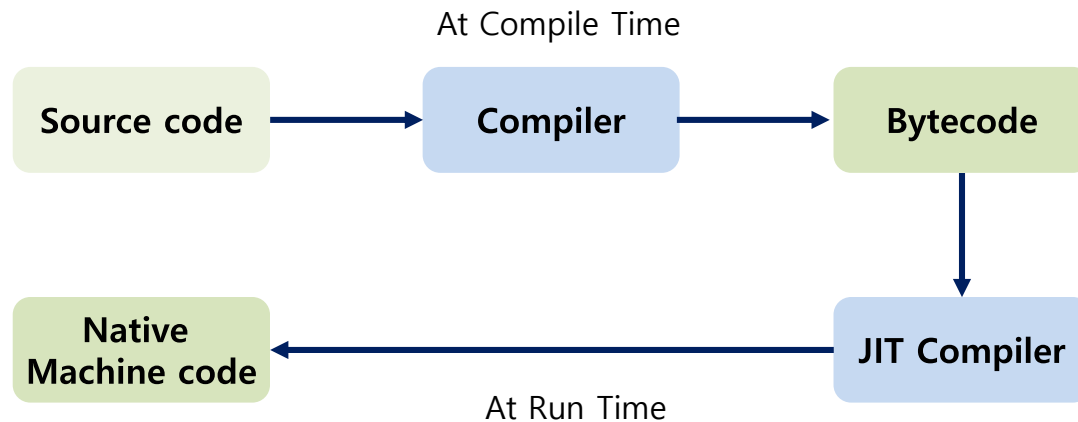 At Compile Time
Source code
Compiler
Bytecode
Native
Machine code
JIT Compiler
At Run Time